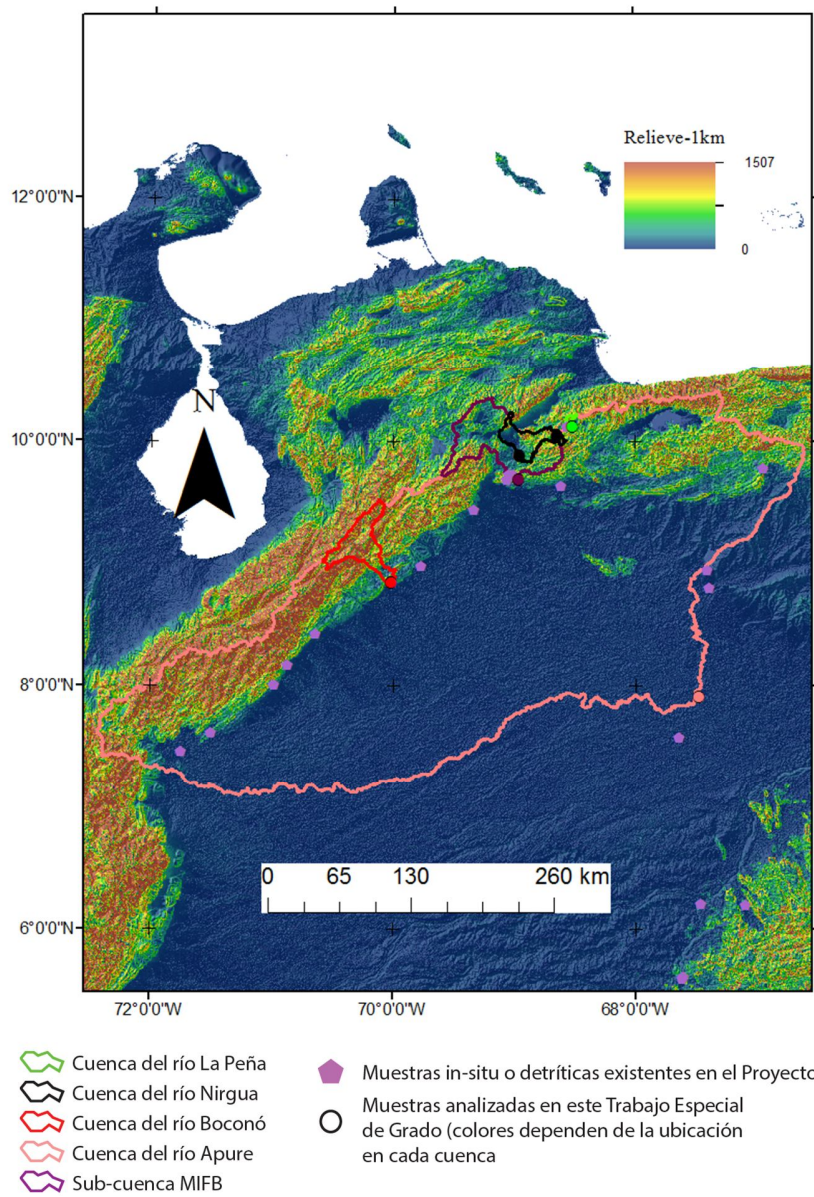 Relieve-1km
1507
0
12°0'0"N
10°0'0"N
8°0'0"N
6°0'0"N
N
0 65 130 260 km
72°0'0"W 70°0'0"W 68°0'0"W
Cuenca del río La Peña
Cuenca del río Nirgua
Cuenca del río Boconó
Cuenca del río Apure
Sub-cuenca MIFB
Muestras in-situ o detríticas existentes en el Proyecto
Muestras analizadas en este Trabajo Especial
de Grado (colores dependen de la ubicación
en cada cuenca